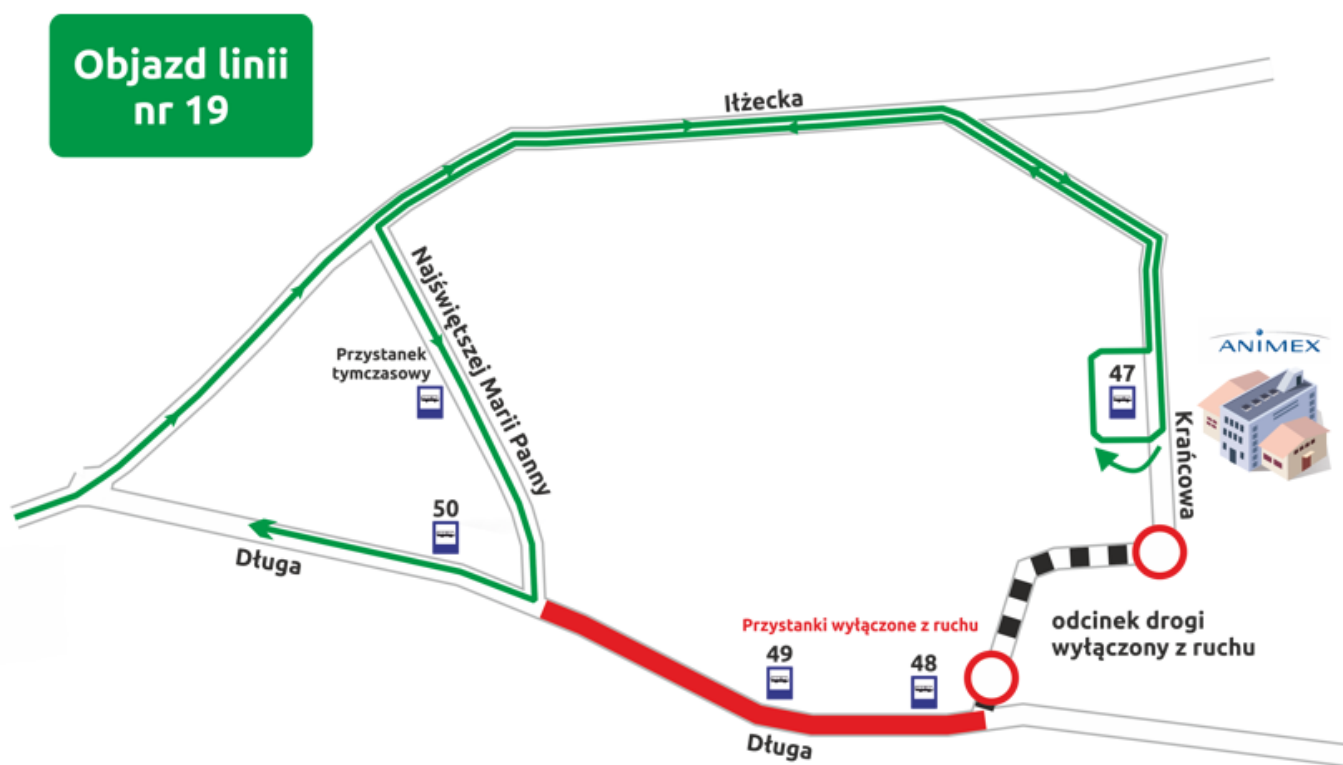 Objazd linii
nr 19
Iłżecka
Najświętszej Marii Panny
Przystanek
tymczasowy
ANIMEX
47
Krańcowa
50
Długa
Przystanki wyłączone z ruchu
odcinek drogi
wyłączony z ruchu
49
48
Długa